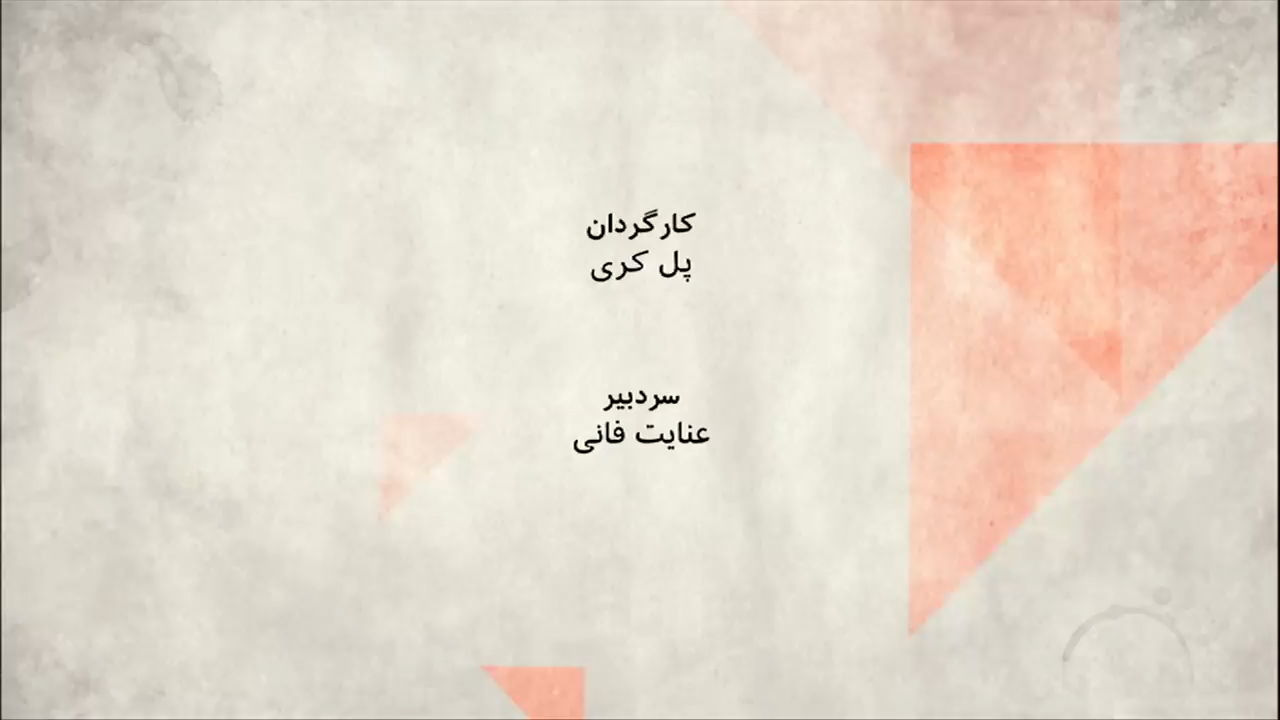 کارگردان
پل کری
سردبیر
عنایت فانی